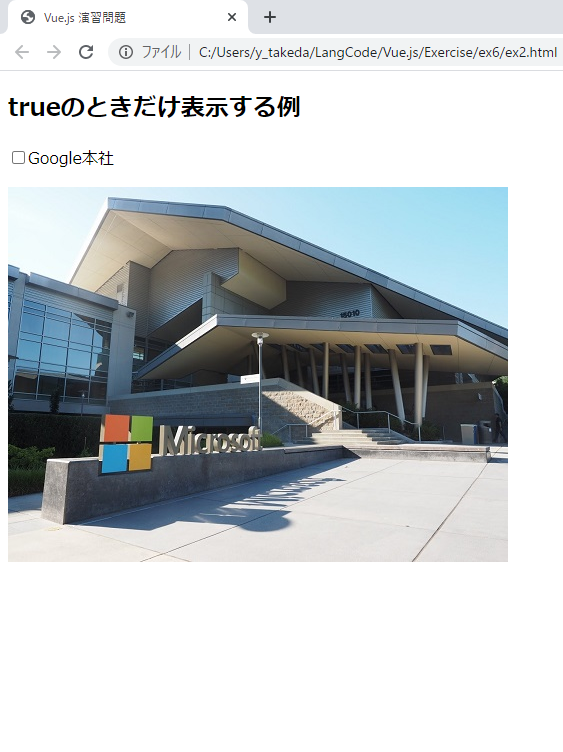 Vue.js 演習問題
ファイル C:/Users/y_takeda/LangCode/Vue.js/Exercise/ex6/ex2.html
trueのときだけ表示する例
Google本社
16010
Microsoft